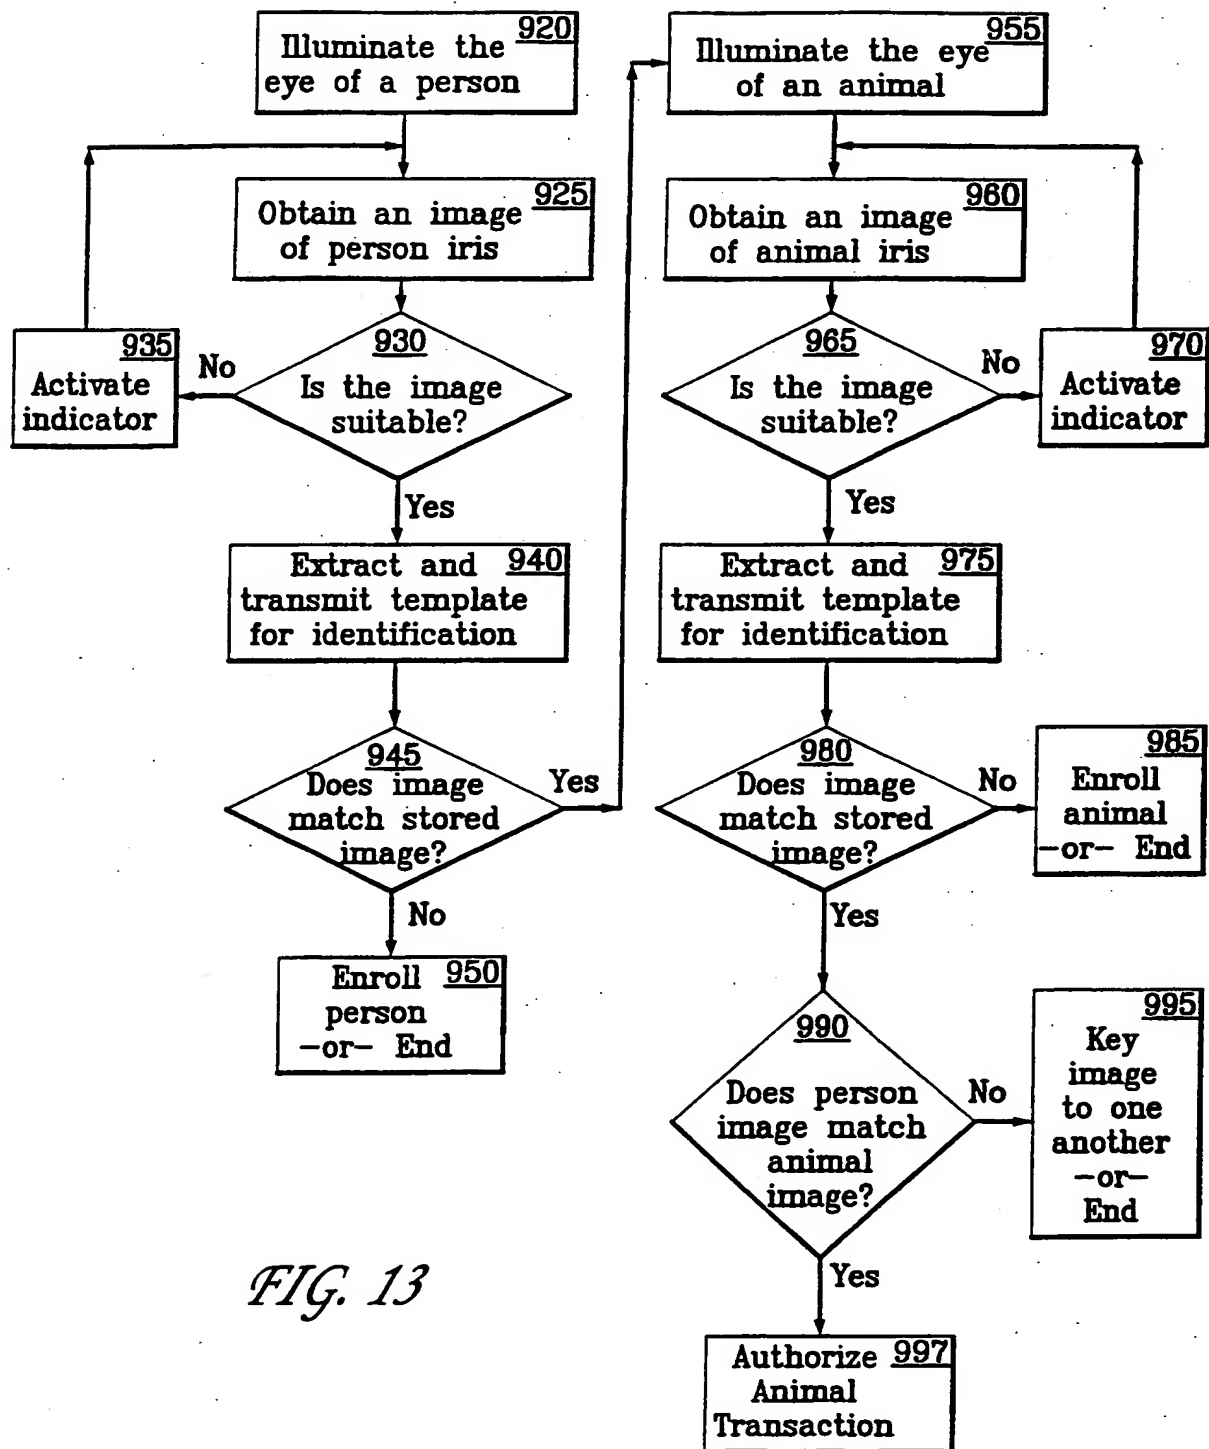 920
Illuminate the
eye of a person
925
Obtain an image
of person iris
930
Is the image
suitable?
No
935
Activate
indicator
Yes
Extract and 940
transmit template
for identification
945
Does image
match stored
image?
Yes
No
Enroll 950
person
-or- End
955
Illuminate the eye
of an animal
960
Obtain an image
of animal iris
965
Is the image
suitable?
No
970
Activate
indicator
Yes
Extract and 975
transmit template
for identification
980
Does image
match stored
image?
No
985
Enroll
animal
-or- End
Yes
990
Does person
image match
animal
image?
No
995
Key
image
to one
another
-or-
End
Yes
Authorize 997
Animal
Transaction
FIG. 13